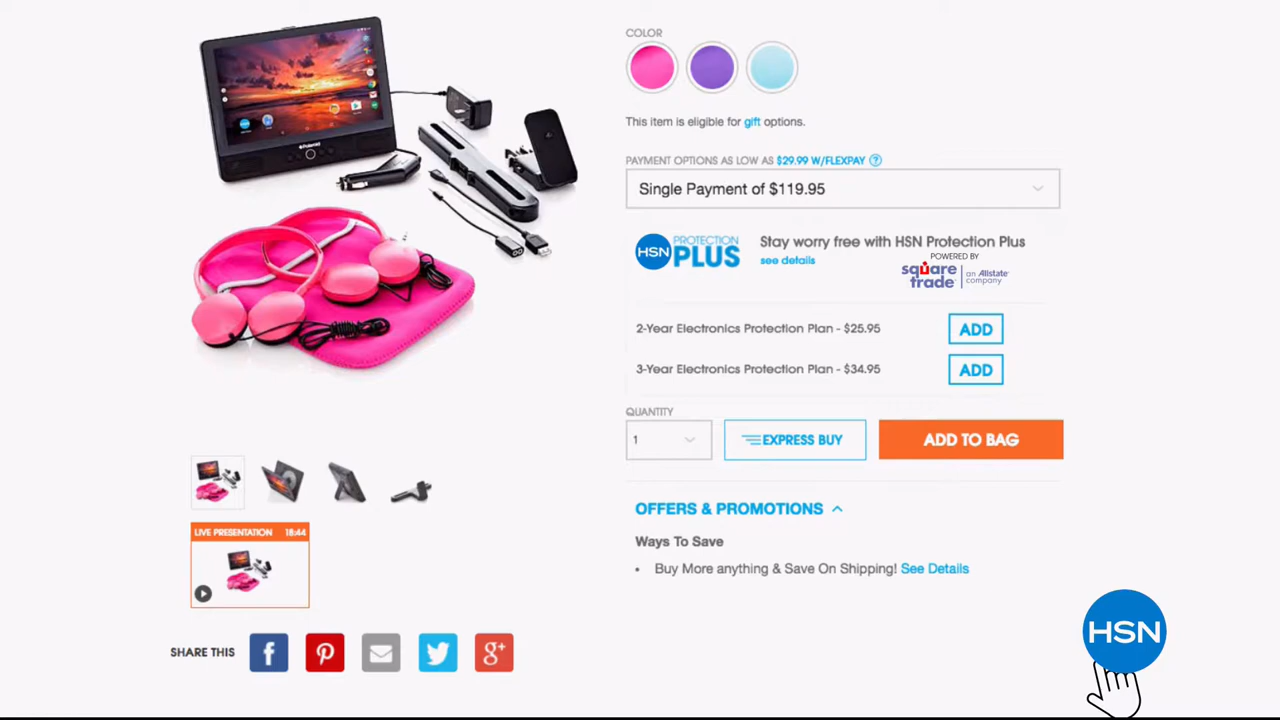 Polaroid
COLOR
This item is eligible for gift options.
PAYMENT OPTIONS AS LOW AS $29.99 W/FLEXPAY ?
Single Payment of $119.95
HSN PROTECTION PLUS
Stay worry free with HSN Protection Plus
see details
POWERED BY
square trade
an Allstate company
2-Year Electronics Protection Plan - $25.95
ADD
3-Year Electronics Protection Plan - $34.95
ADD
QUANTITY
1
EXPRESS BUY
ADD TO BAG
OFFERS & PROMOTIONS
Ways To Save
• Buy More anything & Save On Shipping! See Details
LIVE PRESENTATION 18:44
SHARE THIS
f
g+
HSN